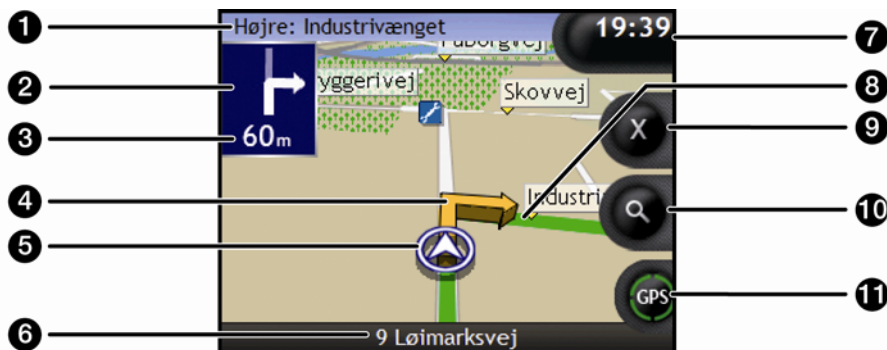 1
Højre: Industrivænget
19:39
7
2
yggerivej
Skovvej
8
3
60m
X
9
4
Industri
10
5
GPS
11
6
9 Løimarksvej